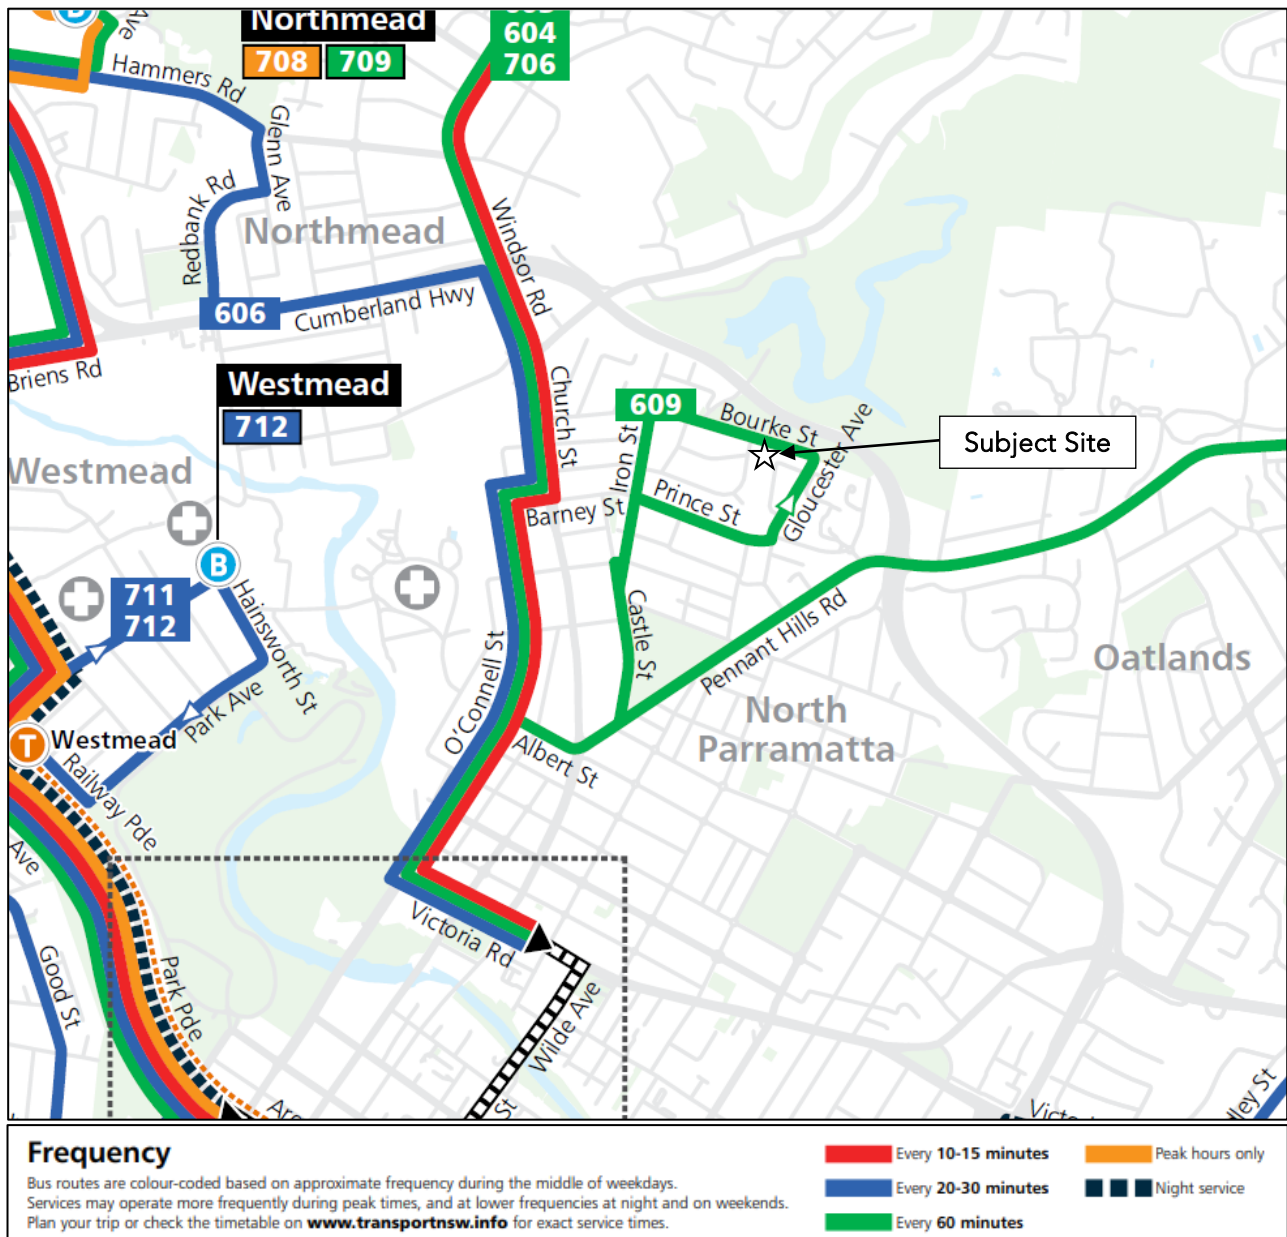 Northmead
708 709
604
706
Ave
Hammers Rd
Glenn Ave
Redbank Rd
Northmead
Windsor Rd
606
Cumberland Hwy
Briens Rd
Westmead
712
Church St
609
Bourke St
Gloucester Ave
Subject Site
Iron St
Prince St
Barney St
Westmead
B
711
712
Hainsworth St
Castle St
Pennant Hills Rd
Oatlands
O'Connell St
Park Ave
North
Parramatta
T Westmead
Albert St
Railway Pde
Ave
Victoria Rd
Good St
Park Pde
Wilde Ave
St
Frequency
Bus routes are colour-coded based on approximate frequency during the middle of weekdays.
Services may operate more frequently during peak times, and at lower frequencies at night and on weekends.
Plan your trip or check the timetable on www.transportnsw.info for exact service times.
Every 10-15 minutes
Every 20-30 minutes
Every 60 minutes
Peak hours only
Night service